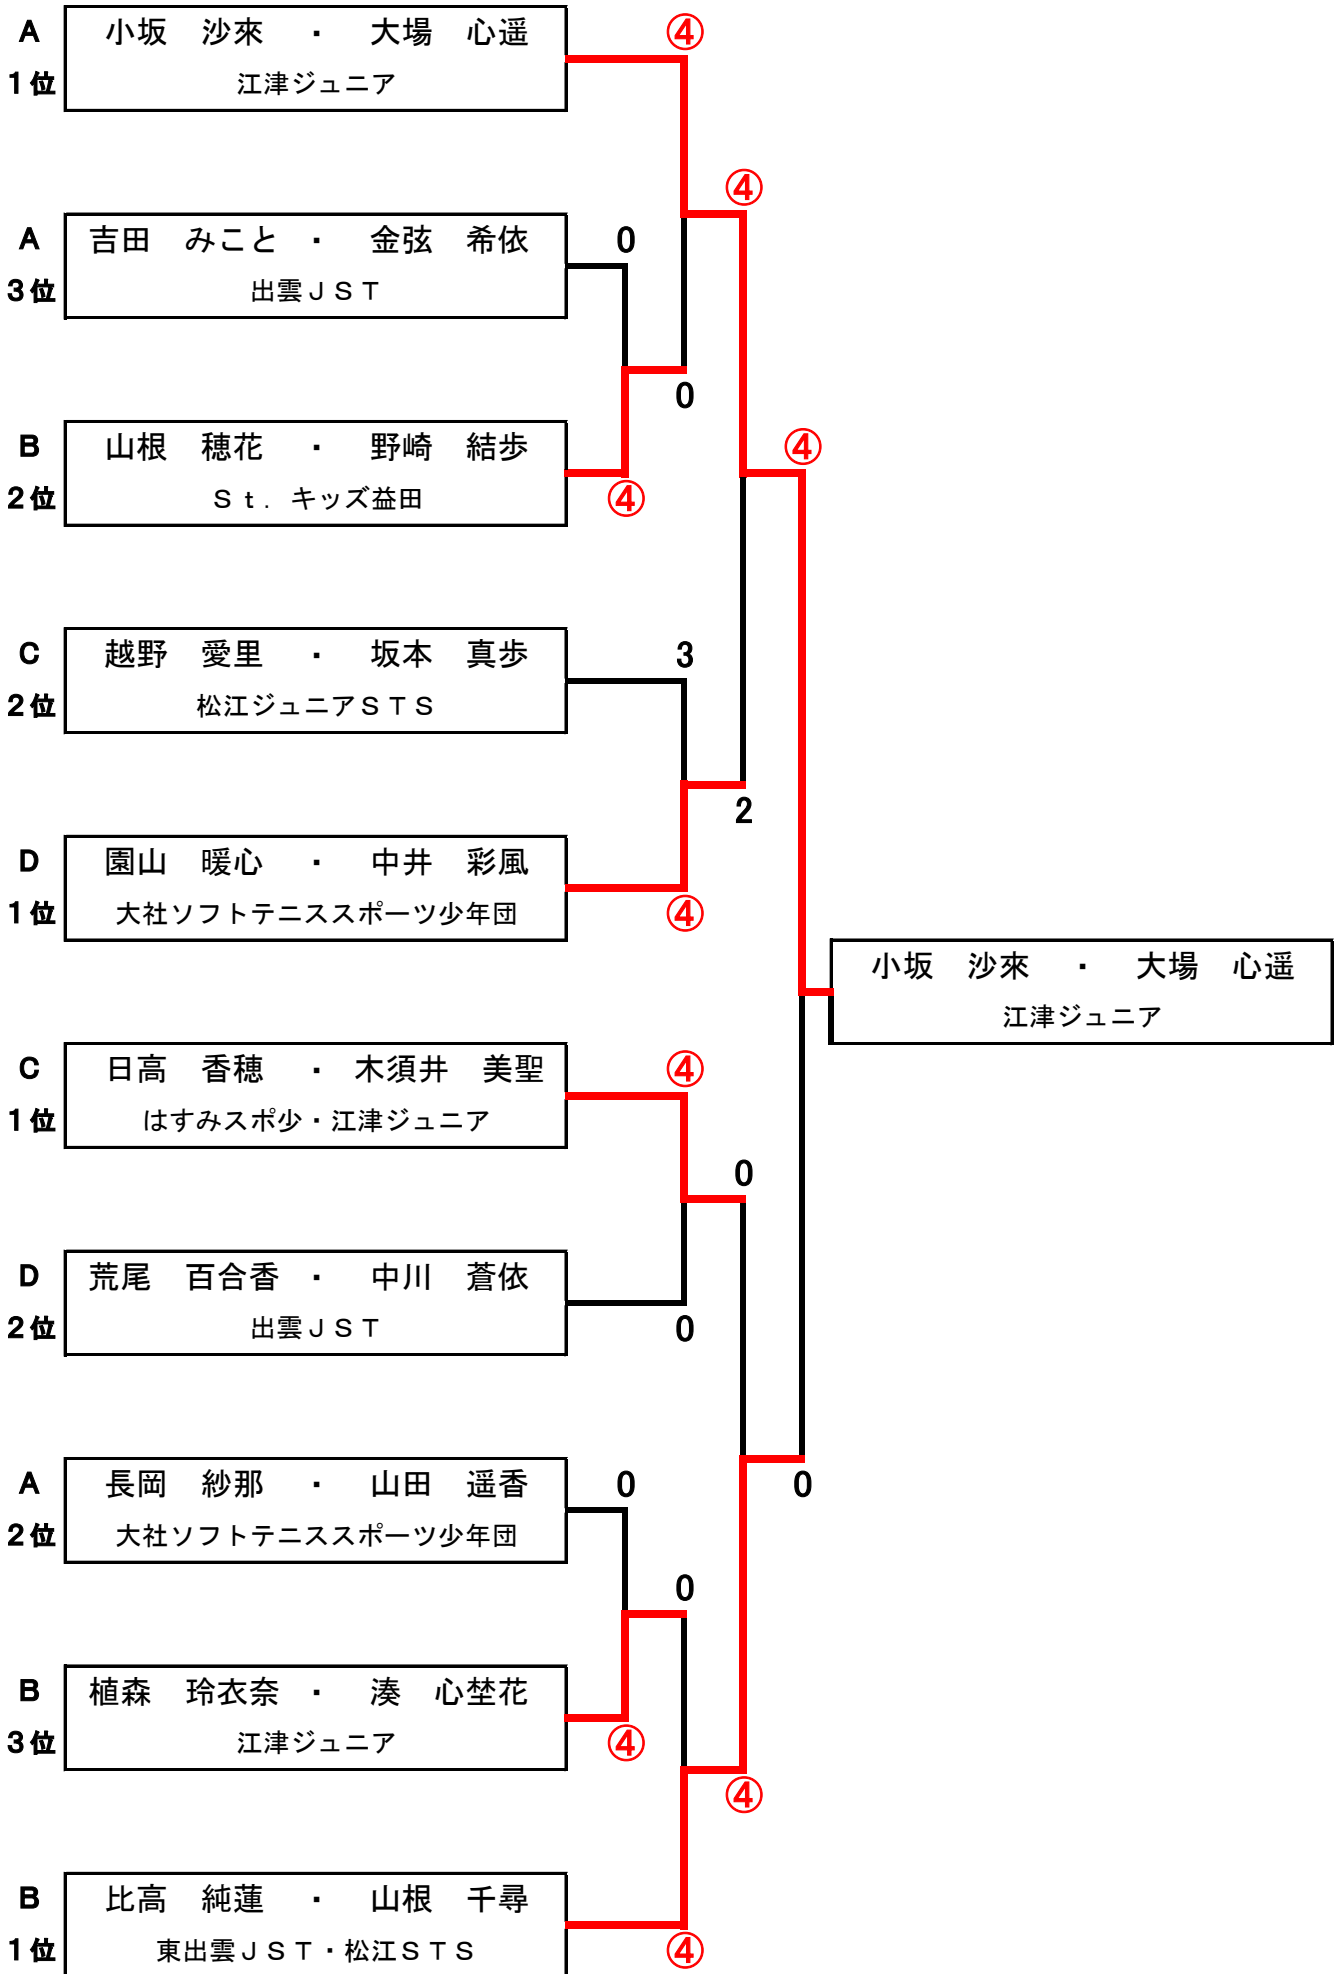 A 小坂　沙來　・　大場　心遥 ④
1位 江津ジュニア
④
A 吉田　みこと　・　金弦　希依 0
3位 出雲ＪＳＴ
0
B 山根　穂花　・　野崎　結歩 ④
2位 Ｓｔ．キッズ益田 ④
C 越野　愛里　・　坂本　真歩 3
2位 松江ジュニアＳＴＳ
2
D 園山　暖心　・　中井　彩風
1位 大社ソフトテニススポーツ少年団 ④
小坂　沙來　・　大場　心遥
江津ジュニア
C 日高　香穂　・　木須井　美聖 ④
1位 はすみスポ少・江津ジュニア
0
D 荒尾　百合香　・　中川　蒼依
2位 出雲ＪＳＴ 0
A 長岡　紗那　・　山田　遥香 0 0
2位 大社ソフトテニススポーツ少年団
0
B 植森　玲衣奈　・　湊　心埜花
3位 江津ジュニア ④
④
B 比高　純蓮　・　山根　千尋
1位 東出雲ＪＳＴ・松江ＳＴＳ ④